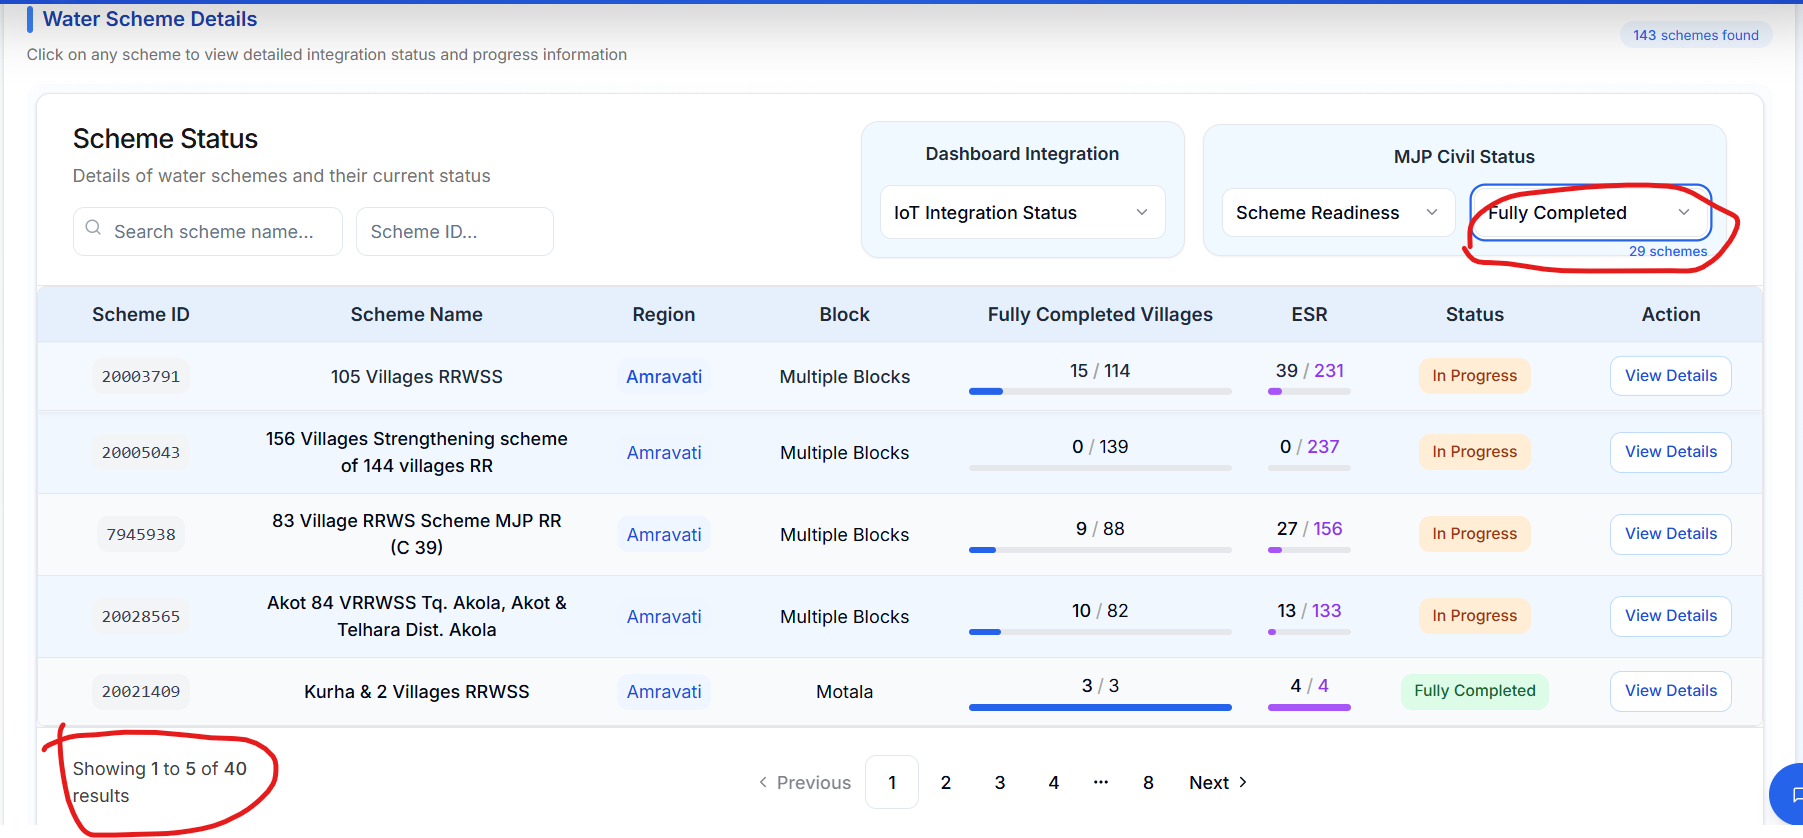 Water Scheme Details
Click on any scheme to view detailed integration status and progress information
143 schemes found
Scheme Status
Details of water schemes and their current status
Search scheme name...
Scheme ID...
Dashboard Integration
IoT Integration Status
MJP Civil Status
Scheme Readiness
Fully Completed
29 schemes
Scheme ID Scheme Name Region Block Fully Completed Villages ESR Status Action
20003791 105 Villages RRWSS Amravati Multiple Blocks 15 / 114 39 / 231 In Progress View Details
20005043 156 Villages Strengthening scheme
of 144 villages RR Amravati Multiple Blocks 0 / 139 0 / 237 In Progress View Details
7945938 83 Village RRWS Scheme MJP RR
(C 39) Amravati Multiple Blocks 9 / 88 27 / 156 In Progress View Details
20028565 Akot 84 VRRWSS Tq. Akola, Akot &
Telhara Dist. Akola Amravati Multiple Blocks 10 / 82 13 / 133 In Progress View Details
20021409 Kurha & 2 Villages RRWSS Amravati Motala 3 / 3 4 / 4 Fully Completed View Details
Showing 1 to 5 of 40
results
Previous 1 2 3 4 ... 8 Next